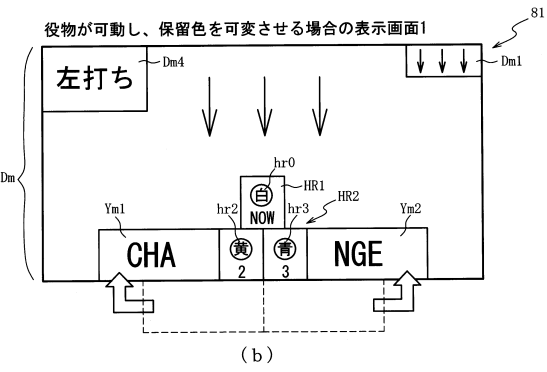 役物が可動し、保留色を可変させる場合の表示画面1
81
左打ち
Dm4
Dm1
Dm
白
hr0
HR1
NOW
Ym1
hr2
hr3
HR2
Ym2
CHA
黄
青
NGE
2
3
(b)